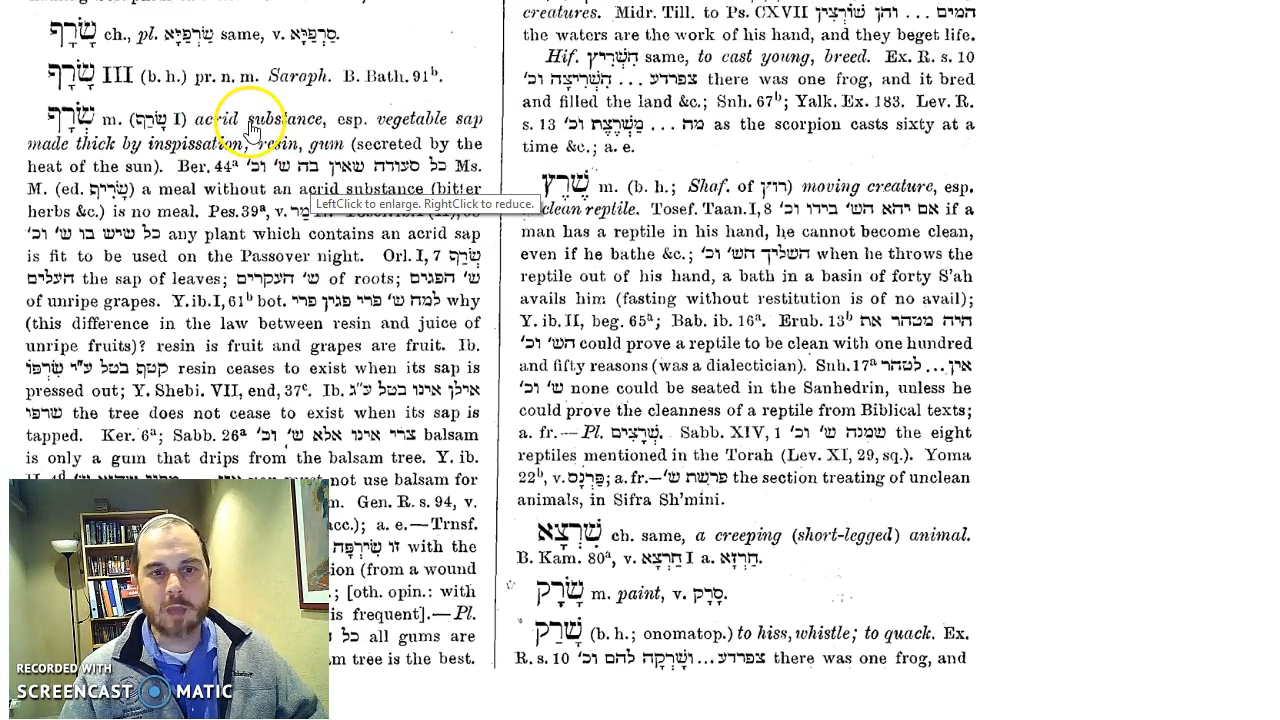 שָׂרָף ch., pl. שַׂרְפַיָּא same, v. סַרְפַיָּא.
שָׂרָף III (b. h.) pr. n. m. Saroph. B. Bath. 91ᵇ.
שְׂרָף m. (שָׂרַף I) acrid substance, esp. vegetable sap
made thick by inspissation, resin, gum (secreted by the
heat of the sun). Ber. 44ᵃ כל סעודה שאין בה ש׳ וכ׳ Ms.
M. (ed. שָׂרִיף) a meal without an acrid substance (bitter
herbs &c.) is no meal. Pes. 39ᵃ, v.
כל שיש בו ש׳ וכ׳ any plant which contains an acrid sap
is fit to be used on the Passover night. Orl. I, 7 שְׂרָף
העלים the sap of leaves; ש׳ העקרים of roots; ש׳ הפגים
of unripe grapes. Y. ib. I, 61ᵇ bot. למה ש׳ פרי פגין פרי why
(this difference in the law between resin and juice of
unripe fruits)? resin is fruit and grapes are fruit. Ib.
קטף בטל ע״י שְׂרָפוֹ resin ceases to exist when its sap is
pressed out; Y. Shebi. VII, end, 37ᶜ. Ib. אילן אינו בטל ע״ג
שרפו the tree does not cease to exist when its sap is
tapped. Ker. 6ᵃ; Sabb. 26ᵃ צרי אינו אלא ש׳ וכ׳ balsam
is only a gum that drips from the balsam tree. Y. ib.
not use balsam for
m. Gen. R. s. 94, v.
acc.); a. e.—Trnsf.
זו שִׂירְפָה with the
ion (from a wound
; [oth. opin.: with
is frequent].—Pl.
כל all gums are
m tree is the best.
LeftClick to enlarge. RightClick to reduce.
creatures. Midr. Till. to Ps. CXVII המים ... והן שׁוֹרְצִין
the waters are the work of his hand, and they beget life.
Hif. הִשְׁרִיץ same, to cast young, breed. Ex. R. s. 10
צפרדע ... הִשְׁרִיצָה וכ׳ there was one frog, and it bred
and filled the land &c.; Snh. 67ᵇ; Yalk. Ex. 183. Lev. R.
s. 13 מה ... מַשְׁרֶצֶת וכ׳ as the scorpion casts sixty at a
time &c.; a. e.
שֶׁרֶץ m. (b. h.; Shaf. of רוץ) moving creature, esp.
unclean reptile. Tosef. Taan. I, 8 אם יהא הש׳ בידו וכ׳ if a
man has a reptile in his hand, he cannot become clean,
even if he bathe &c.; השליך הש׳ וכ׳ when he throws the
reptile out of his hand, a bath in a basin of forty S'ah
avails him (fasting without restitution is of no avail);
Y. ib. II, beg. 65ᵃ; Bab. ib. 16ᵃ. Erub. 13ᵇ היה מטהר את
הש׳ וכ׳ could prove a reptile to be clean with one hundred
and fifty reasons (was a dialectician). Snh. 17ᵃ אין ... לטהר
ש׳ וכ׳ none could be seated in the Sanhedrin, unless he
could prove the cleanness of a reptile from Biblical texts;
a. fr.—Pl. שְׁרָצִים. Sabb. XIV, 1 שמנה ש׳ וכ׳ the eight
reptiles mentioned in the Torah (Lev. XI, 29, sq.). Yoma
22ᵇ, v. פַּרְנָס; a. fr.—פרשת ש׳ the section treating of unclean
animals, in Sifra Sh'mini.
שִׁרְצָא ch. same, a creeping (short-legged) animal.
B. Kam. 80ᵃ, v. חַרְצָא I a. חַרְזָא.
שָׂרָק m. paint, v. סָרָק.
שָׁרַק (b. h.; onomatop.) to hiss, whistle; to quack. Ex.
R. s. 10 צפרדע ... וְשָׁרְקָה להם וכ׳ there was one frog, and
RECORDED WITH
SCREENCAST MATIC